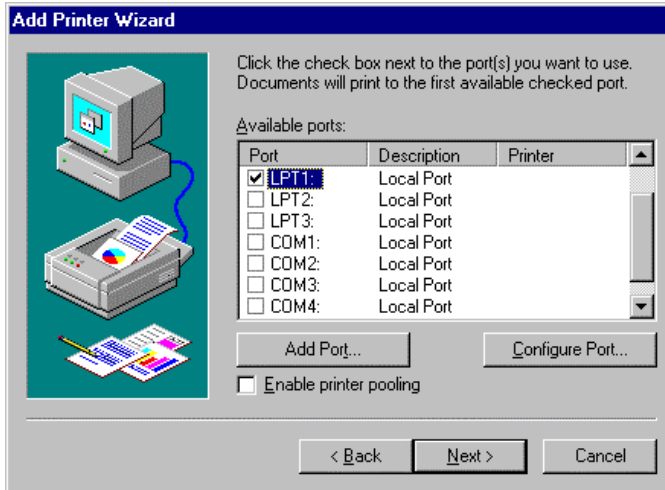 Add Printer Wizard
Click the check box next to the port(s) you want to use.
Documents will print to the first available checked port.
Available ports:
Port Description Printer
LPT1: Local Port
LPT2: Local Port
LPT3: Local Port
COM1: Local Port
COM2: Local Port
COM3: Local Port
COM4: Local Port
Add Port... Configure Port...
Enable printer pooling
< Back Next > Cancel